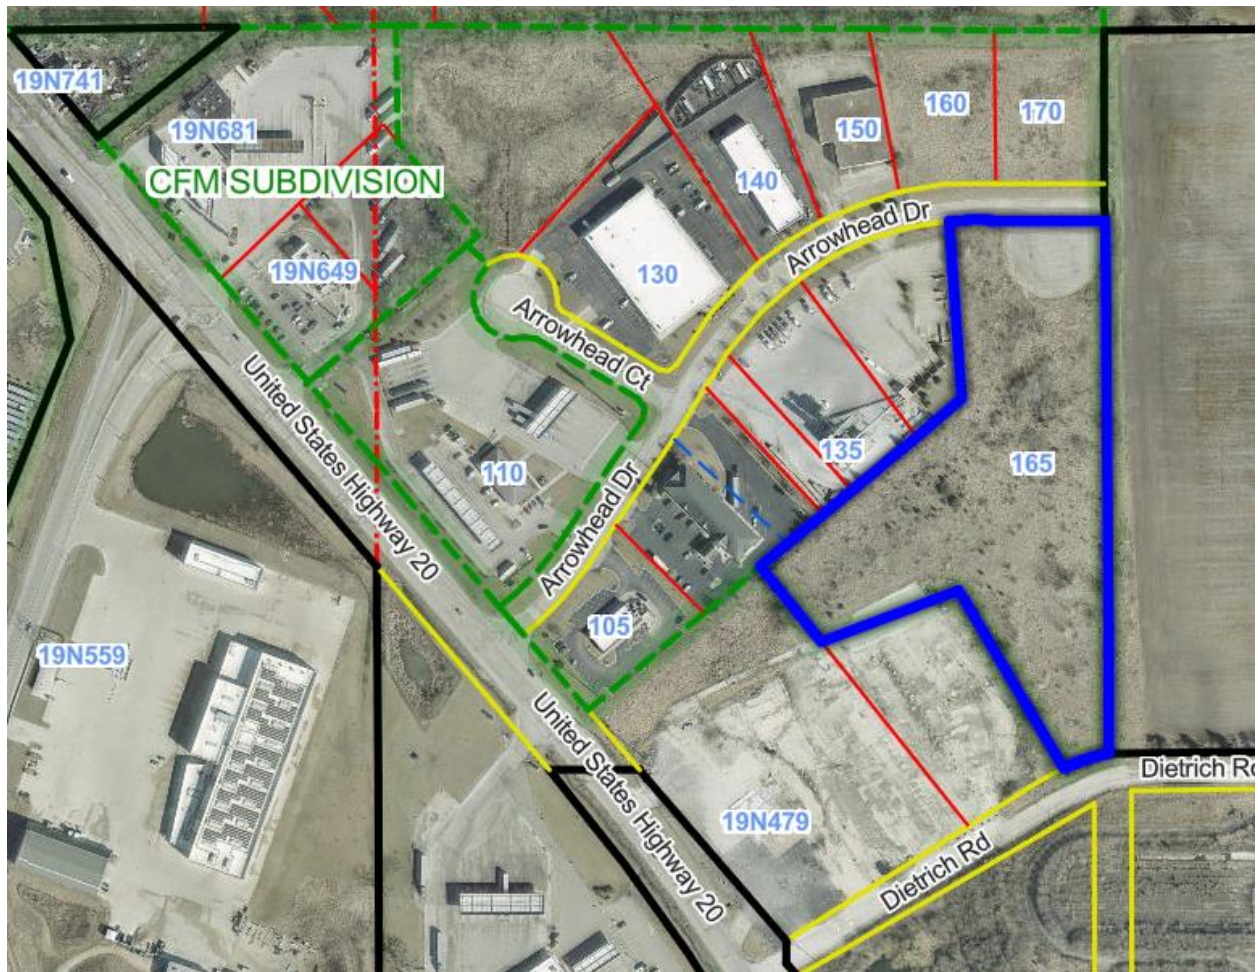 19N741
19N681
160
170
150
CFM SUBDIVISION
140
Arrowhead Dr
19N649
130
Arrowhead Ct
United States Highway 20
135
165
110
Arrowhead Dr
105
19N559
United States Highway 20
Dietrich Rd
19N479
Dietrich Rd